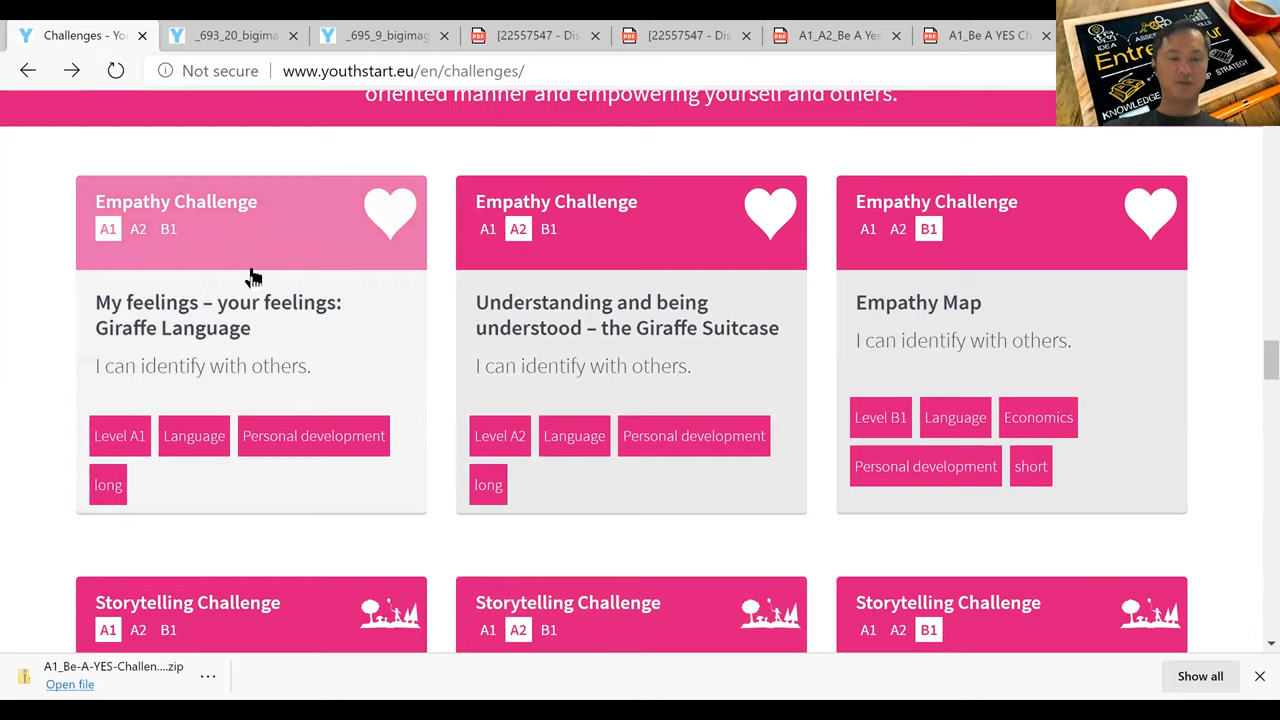 Challenges - Yo
_693_20_bigima
_695_9_bigimag
[22557547 - Dis
[22557547 - Dis
A1_A2_Be A Yes
A1_Be A YES Ch
Not secure
www.youthstart.eu/en/challenges/
IDEA
Entre
ur
STRATEGY
KNOWLEDGE
oriented manner and empowering yourself and others.
Empathy Challenge
A1 A2 B1
My feelings – your feelings:
Giraffe Language
I can identify with others.
Level A1 Language Personal development
long
Empathy Challenge
A1 A2 B1
Understanding and being
understood – the Giraffe Suitcase
I can identify with others.
Level A2 Language Personal development
long
Empathy Challenge
A1 A2 B1
Empathy Map
I can identify with others.
Level B1 Language Economics
Personal development short
Storytelling Challenge
A1 A2 B1
Storytelling Challenge
A1 A2 B1
Storytelling Challenge
A1 A2 B1
A1_Be-A-YES-Challen....zip
Open file
Show all